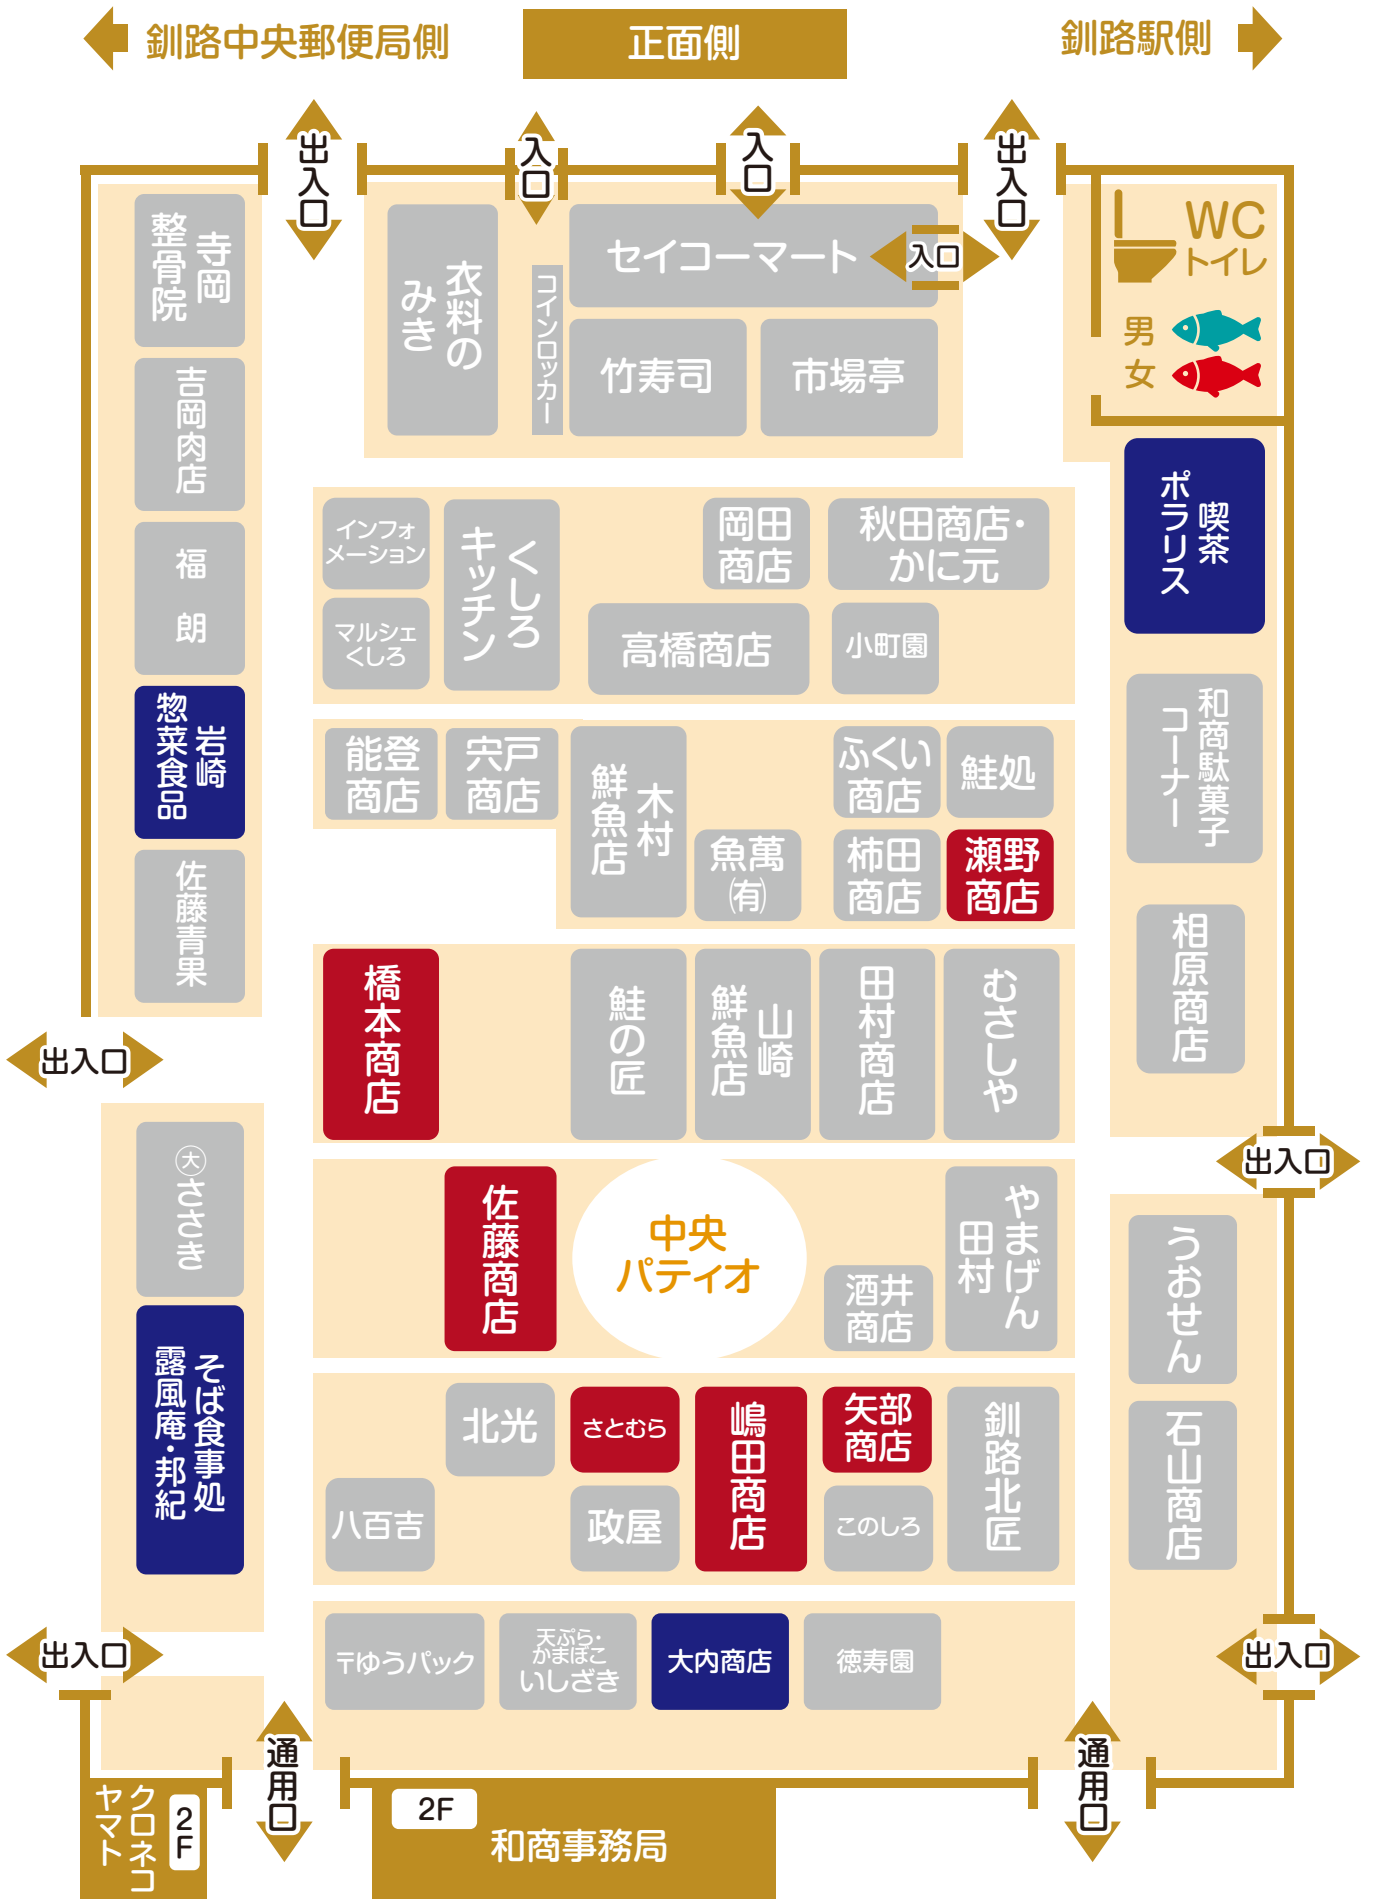 釧路中央郵便局側
正面側
釧路駅側
出入口
入口
入口
出入口
寺岡
整骨院
衣料の
みき
コインロッカー
セイコーマート
入口
WC
トイレ
男
女
竹寿司
市場亭
吉岡肉店
喫茶
ポラリス
インフォ
メーション
くしろ
キッチン
岡田
商店
秋田商店・
かに元
福朗
マルシェ
くしろ
高橋商店
小町園
岩崎
惣菜食品
和商駄菓子
コーナー
能登
商店
宍戸
商店
木村
鮮魚店
ふくい
商店
鮭処
魚萬
(有)
柿田
商店
瀬野
商店
佐藤青果
相原商店
橋本商店
鮭の匠
山崎
鮮魚店
田村商店
むさしや
出入口
出入口
大ささき
佐藤商店
中央
パティオ
酒井
商店
やまげん
田村
うおせん
そば食事処
露風庵・邦紀
北光
さとむら
嶋田商店
矢部
商店
釧路北匠
石山商店
八百吉
政屋
このしろ
出入口
〒ゆうパック
天ぷら・
かまぼこ
いしざき
大内商店
徳寿園
出入口
通用口
通用口
クロネコ
ヤマト
2F
2F
和商事務局